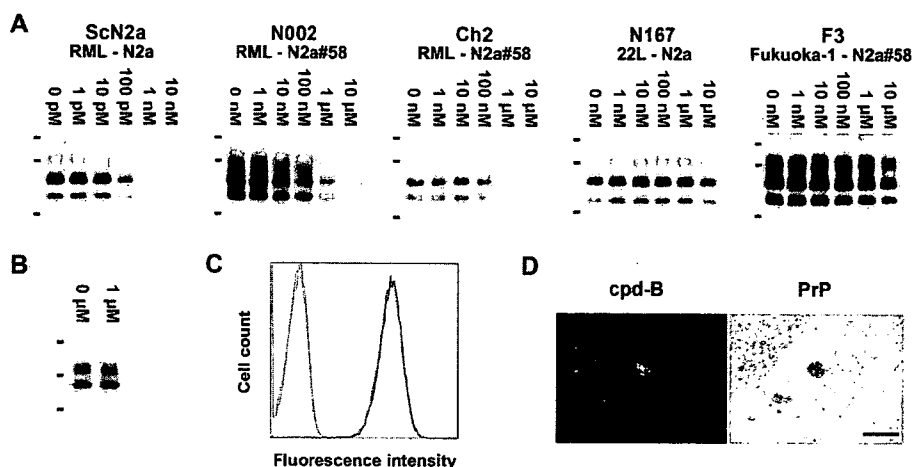 A
ScN2a
RML - N2a
0 pM
1 pM
10 pM
100 pM
1 nM
10 nM
N002
RML - N2a#58
0 nM
1 nM
10 nM
100 nM
1 µM
10 µM
Ch2
RML - N2a#58
0 nM
1 nM
10 nM
100 nM
1 µM
10 µM
N167
22L - N2a
0 nM
1 nM
10 nM
100 nM
1 µM
10 µM
F3
Fukuoka-1 - N2a#58
0 nM
1 nM
10 nM
100 nM
1 µM
10 µM
B
0 µM
1 µM
C
Cell count
Fluorescence intensity
D
cpd-B
PrP